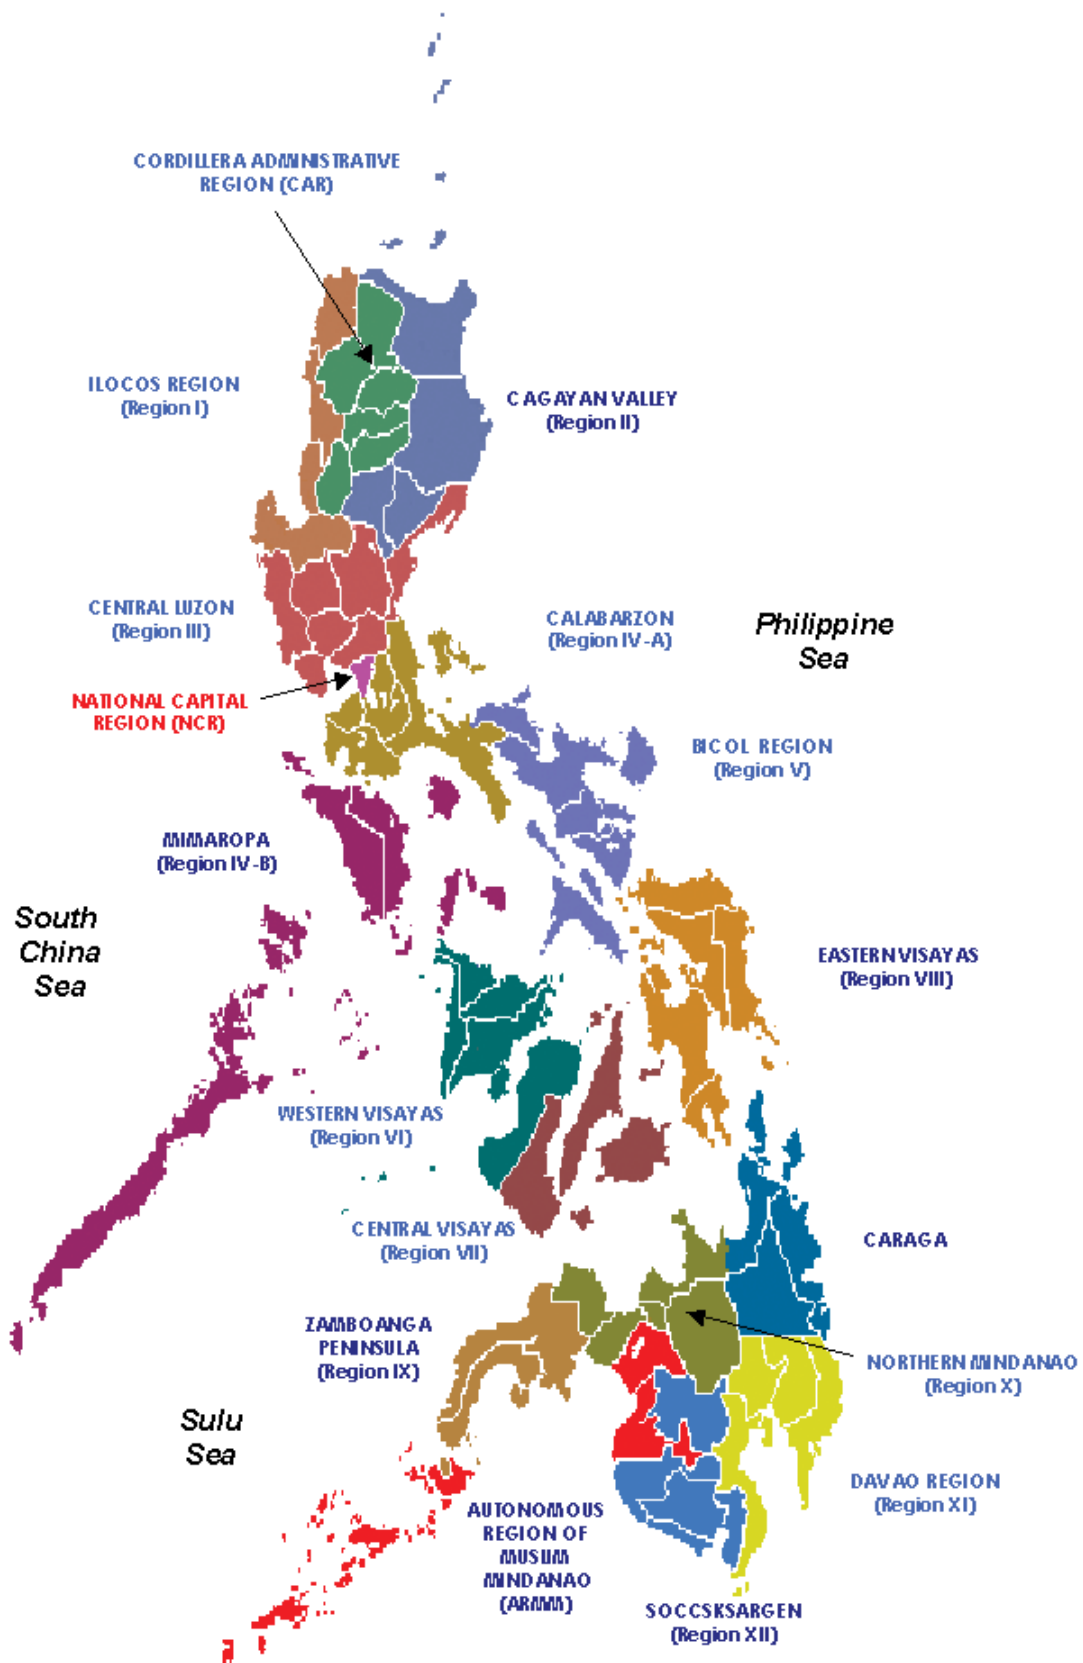 CORDILLERA ADMINISTRATIVE
REGION (CAR)
ILOCOS REGION
(Region I)
CAGAYAN VALLEY
(Region II)
CENTRAL LUZON
(Region III)
CALABARZON
(Region IV-A)
Philippine
Sea
NATIONAL CAPITAL
REGION (NCR)
BICOL REGION
(Region V)
MIMAROPA
(Region IV-B)
South
China
Sea
EASTERN VISAYAS
(Region VIII)
WESTERN VISAYAS
(Region VI)
CENTRAL VISAYAS
(Region VII)
CARAGA
ZAMBOANGA
PENINSULA
(Region IX)
NORTHERN MINDANAO
(Region X)
Sulu
Sea
DAVAO REGION
(Region XI)
AUTONOMOUS
REGION OF
MUSLIM
MINDANAO
(ARMM)
SOCCSKSARGEN
(Region XII)